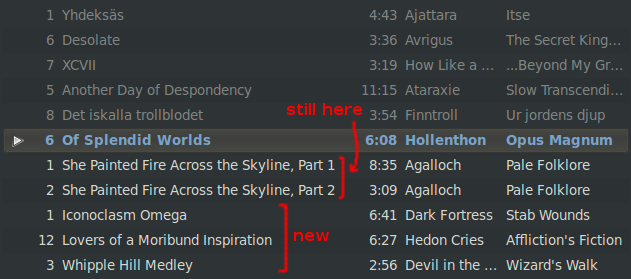 1 Yhdeksäs 4:43 Ajattara Itse
6 Desolate 3:36 Avrigus The Secret King...
7 XCVII 3:19 How Like a ... ...Beyond My Gr...
5 Another Day of Despondency 11:15 Ataraxie Slow Transcendi...
8 Det iskalla trollblodet 3:54 Finntroll Ur jordens djup
still here
6 Of Splendid Worlds 6:08 Hollenthon Opus Magnum
1 She Painted Fire Across the Skyline, Part 1 8:35 Agalloch Pale Folklore
2 She Painted Fire Across the Skyline, Part 2 3:09 Agalloch Pale Folklore
1 Iconoclasm Omega 6:41 Dark Fortress Stab Wounds
12 Lovers of a Moribund Inspiration 6:27 Hedon Cries Affliction's Fiction
new
3 Whipple Hill Medley 2:56 Devil in the ... Wizard's Walk